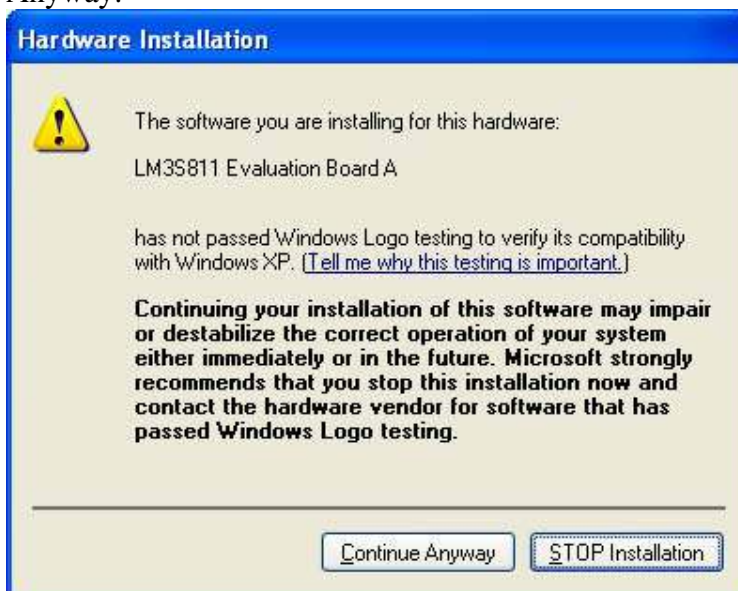 Anyway.
Hardware Installation
The software you are installing for this hardware:
LM3S811 Evaluation Board A
has not passed Windows Logo testing to verify its compatibility
with Windows XP. (Tell me why this testing is important.)
Continuing your installation of this software may impair
or destabilize the correct operation of your system
either immediately or in the future. Microsoft strongly
recommends that you stop this installation now and
contact the hardware vendor for software that has
passed Windows Logo testing.
Continue Anyway
STOP Installation